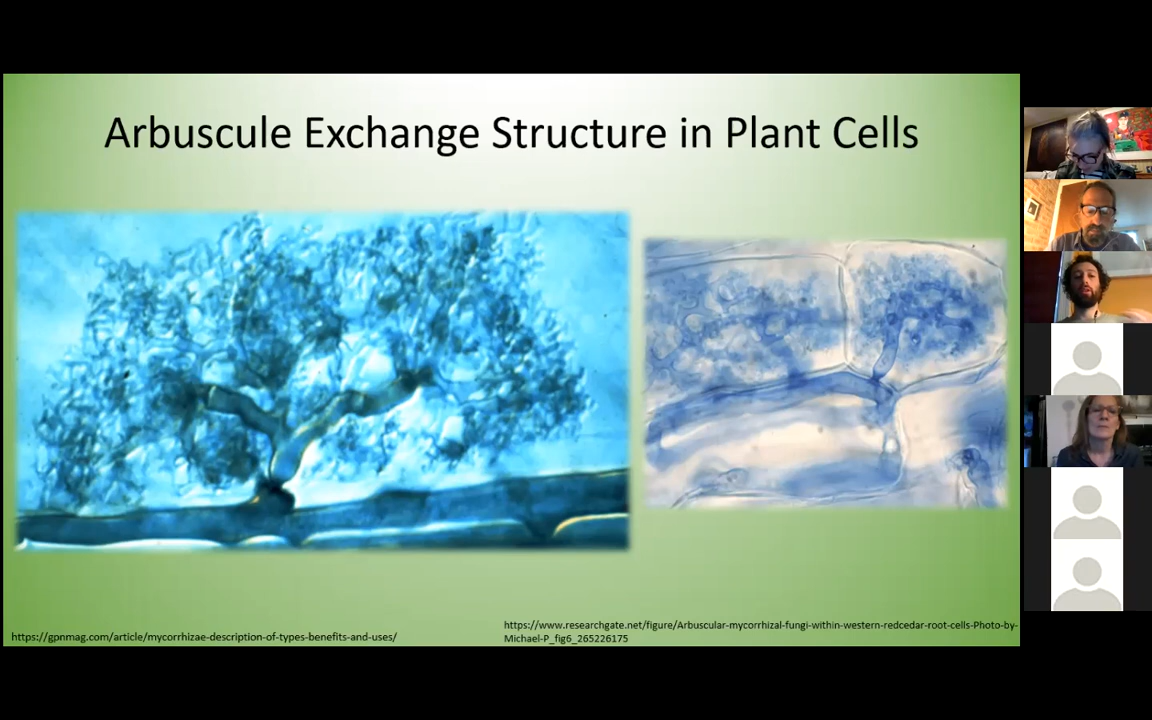 Arbuscule Exchange Structure in Plant Cells
https://gpnmag.com/article/mycorrhizae-description-of-types-benefits-and-uses/
https://www.researchgate.net/figure/Arbuscular-mycorrhizal-fungi-within-western-redcedar-root-cells-Photo-by-
Michael-P_fig6_265226175